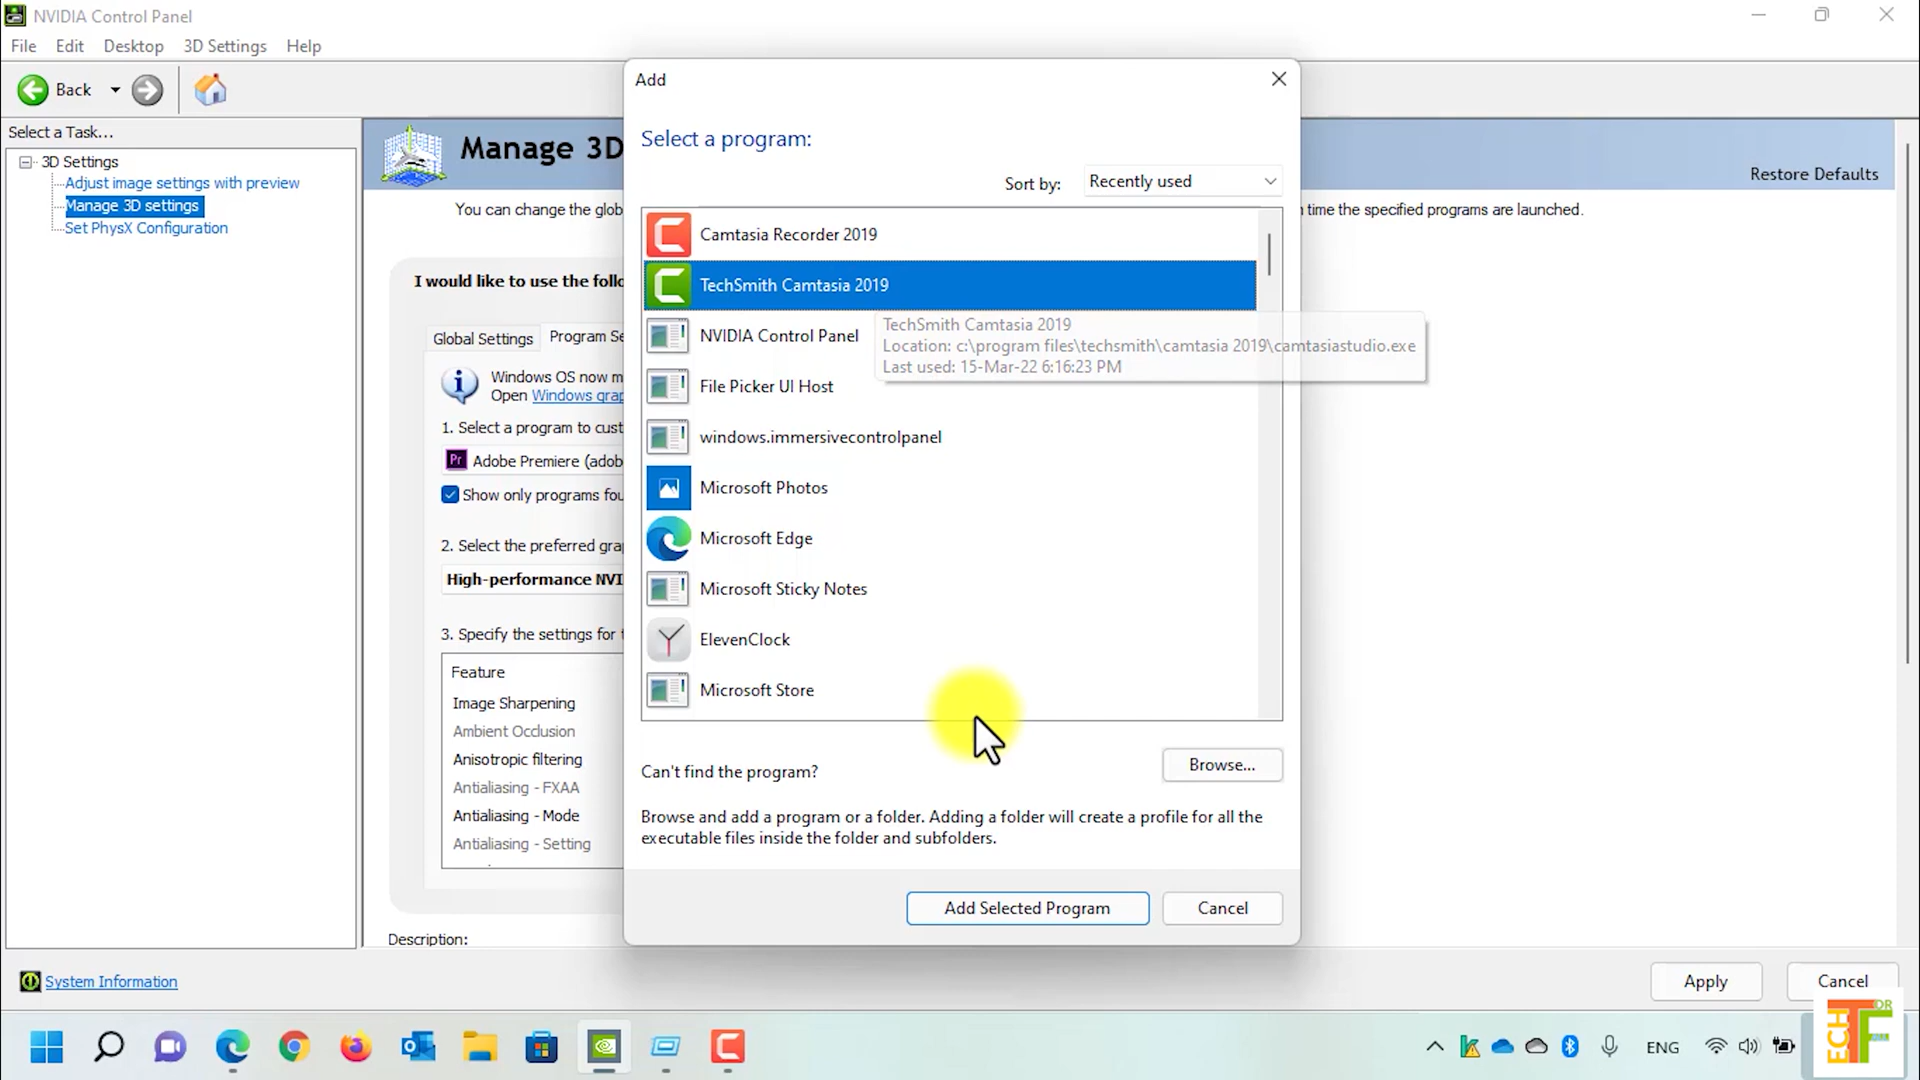 NVIDIA Control Panel
File Edit Desktop 3D Settings Help
Back
Select a Task...
3D Settings
Adjust image settings with preview
Manage 3D settings
Set PhysX Configuration
Manage 3D
Restore Defaults
You can change the glob
n time the specified programs are launched.
I would like to use the follo
Global Settings
Program Se
Windows OS now m
Open Windows grap
1. Select a program to cust
Pr
Adobe Premiere (adob
Show only programs fou
2. Select the preferred gra
High-performance NVI
3. Specify the settings for t
Feature
Image Sharpening
Ambient Occlusion
Anisotropic filtering
Antialiasing - FXAA
Antialiasing - Mode
Antialiasing - Setting
Description:
Add
Select a program:
Sort by: Recently used
Camtasia Recorder 2019
TechSmith Camtasia 2019
NVIDIA Control Panel
TechSmith Camtasia 2019
Location: c:\program files\techsmith\camtasia 2019\camtasiastudio.exe
Last used: 15-Mar-22 6:16:23 PM
File Picker UI Host
windows.immersivecontrolpanel
Microsoft Photos
Microsoft Edge
Microsoft Sticky Notes
ElevenClock
Microsoft Store
Can't find the program?
Browse...
Browse and add a program or a folder. Adding a folder will create a profile for all the
executable files inside the folder and subfolders.
Add Selected Program
Cancel
System Information
Apply
Cancel
ENG